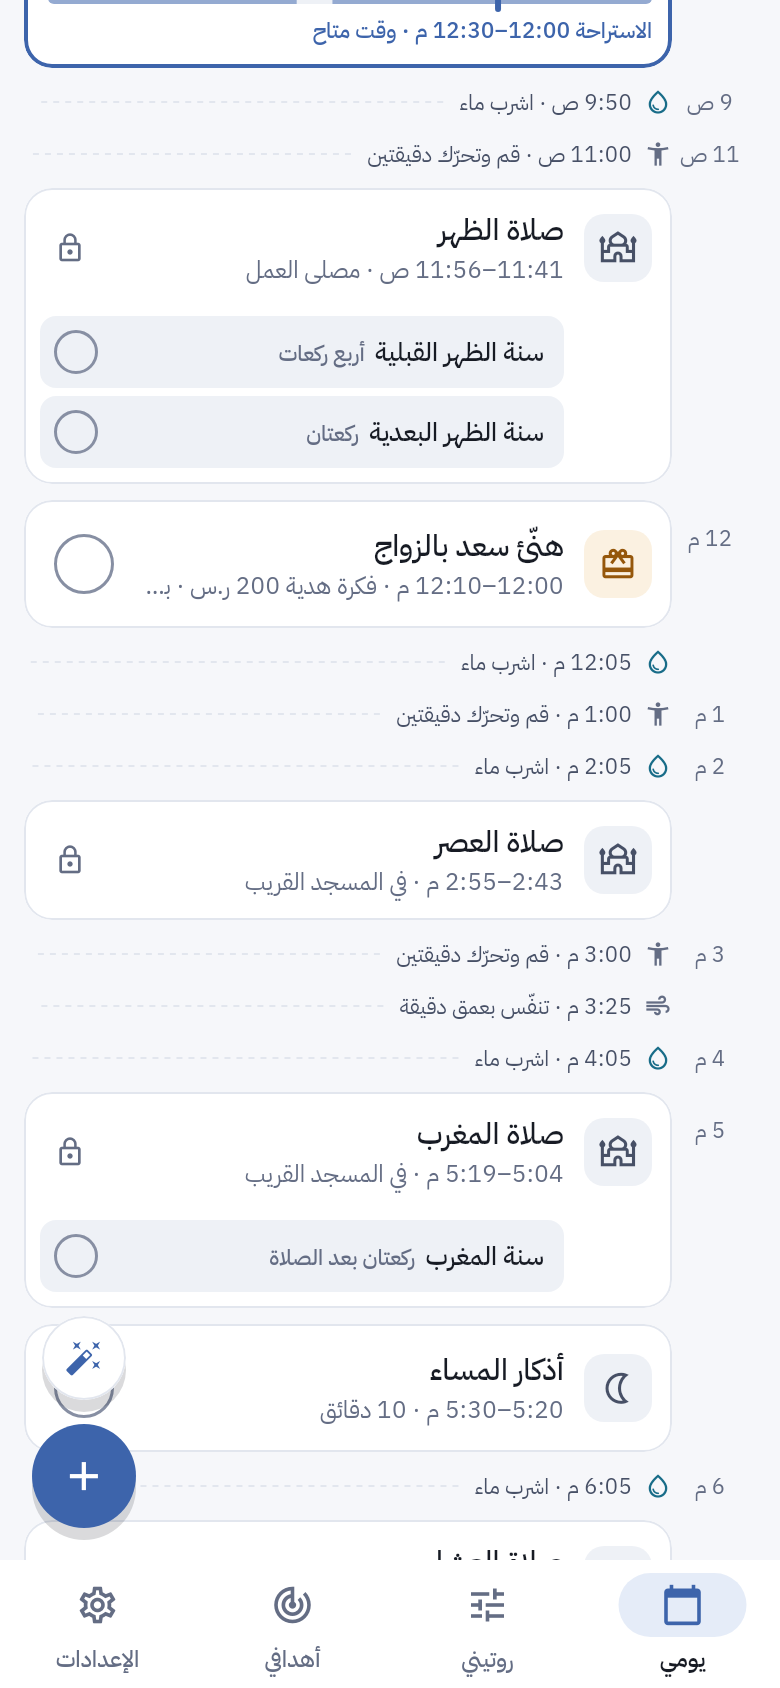 الاستراحة 12:00–12:30 م · وقت متاح
9 ص
9:50 ص · اشرب ماء
11 ص
11:00 ص · قم وتحرّك دقيقتين
صلاة الظهر
11:41–11:56 ص · مصلى العمل
سنة الظهر القبلية أربع ركعات
سنة الظهر البعدية ركعتان
12 م
هنّئ سعد بالزواج
12:00–12:10 م · فكرة هدية 200 ر.س · بـ...
12:05 م · اشرب ماء
1 م
1:00 م · قم وتحرّك دقيقتين
2 م
2:05 م · اشرب ماء
صلاة العصر
2:43–2:55 م · في المسجد القريب
3 م
3:00 م · قم وتحرّك دقيقتين
3:25 م · تنفّس بعمق دقيقة
4 م
4:05 م · اشرب ماء
5 م
صلاة المغرب
5:04–5:19 م · في المسجد القريب
سنة المغرب ركعتان بعد الصلاة
أذكار المساء
5:20–5:30 م · 10 دقائق
6 م
6:05 م · اشرب ماء
يومي
روتيني
أهدافي
الإعدادات